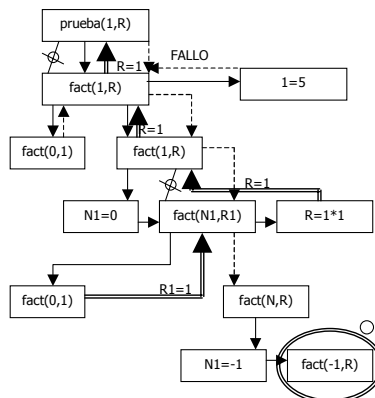 prueba(1,R)
FALLO
R=1
fact(1,R)
1=5
R=1
fact(0,1)
fact(1,R)
R=1
N1=0
fact(N1,R1)
R=1*1
R1=1
fact(0,1)
fact(N,R)
N1=-1
fact(-1,R)